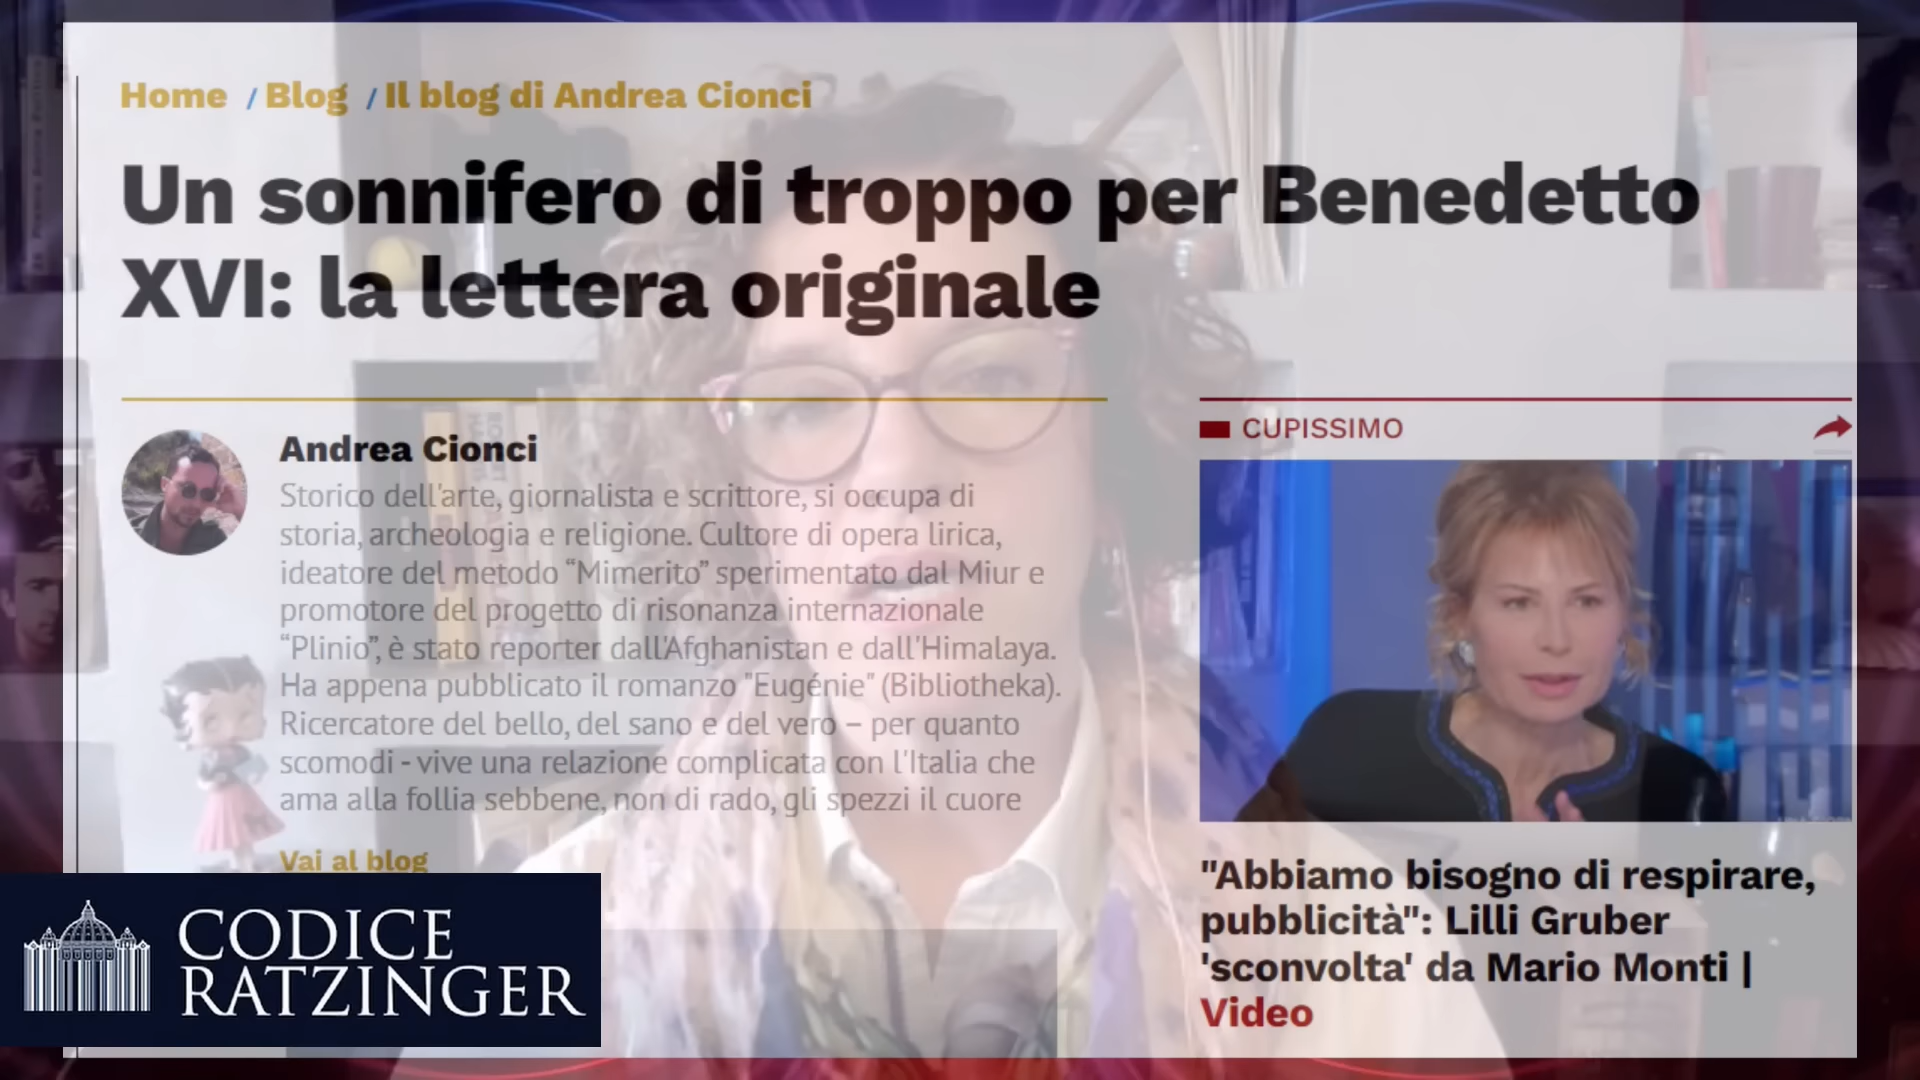 Home / Blog / Il blog di Andrea Cionci
Un sonnifero di troppo per Benedetto
XVI: la lettera originale
Andrea Cionci
Storico dell'arte, giornalista e scrittore, si occupa di
storia, archeologia e religione. Cultore di opera lirica,
ideatore del metodo “Mimerito” sperimentato dal Miur e
promotore del progetto di risonanza internazionale
“Plinio”, è stato reporter dall'Afghanistan e dall'Himalaya.
Ha appena pubblicato il romanzo "Eugénie" (Bibliotheka).
Ricercatore del bello, del sano e del vero – per quanto
scomodi - vive una relazione complicata con l'Italia che
ama alla follia sebbene, non di rado, gli spezzi il cuore
Vai al blog
CUPISSIMO
"Abbiamo bisogno di respirare,
pubblicità": Lilli Gruber
'sconvolta' da Mario Monti |
Video
CODICE
RATZINGER